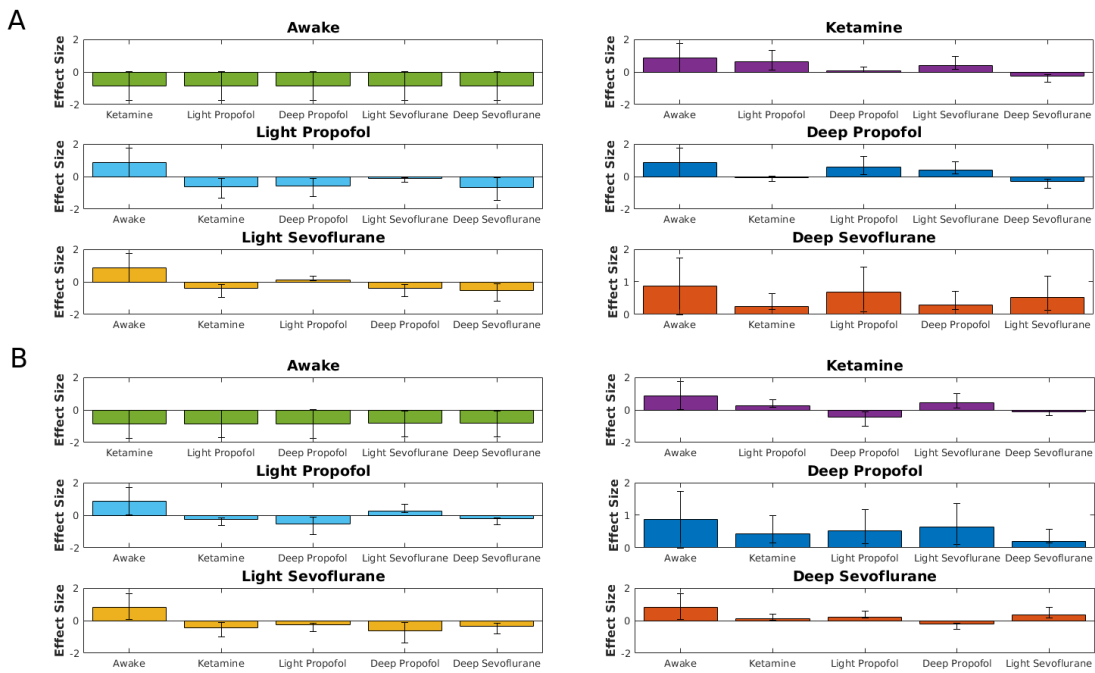 A
Awake
Effect Size
2
0
-2
Ketamine Light Propofol Deep Propofol Light Sevoflurane Deep Sevoflurane
Ketamine
Effect Size
2
0
-2
Awake Light Propofol Deep Propofol Light Sevoflurane Deep Sevoflurane
Light Propofol
Effect Size
2
0
-2
Awake Ketamine Deep Propofol Light Sevoflurane Deep Sevoflurane
Deep Propofol
Effect Size
2
0
-2
Awake Ketamine Light Propofol Light Sevoflurane Deep Sevoflurane
Light Sevoflurane
Effect Size
2
0
-2
Awake Ketamine Light Propofol Deep Propofol Deep Sevoflurane
Deep Sevoflurane
Effect Size
2
1
0
Awake Ketamine Light Propofol Deep Propofol Light Sevoflurane
B
Awake
Effect Size
2
0
-2
Ketamine Light Propofol Deep Propofol Light Sevoflurane Deep Sevoflurane
Ketamine
Effect Size
2
0
-2
Awake Light Propofol Deep Propofol Light Sevoflurane Deep Sevoflurane
Light Propofol
Effect Size
2
0
-2
Awake Ketamine Deep Propofol Light Sevoflurane Deep Sevoflurane
Deep Propofol
Effect Size
2
1
0
Awake Ketamine Light Propofol Light Sevoflurane Deep Sevoflurane
Light Sevoflurane
Effect Size
2
0
-2
Awake Ketamine Light Propofol Deep Propofol Deep Sevoflurane
Deep Sevoflurane
Effect Size
2
0
-2
Awake Ketamine Light Propofol Deep Propofol Light Sevoflurane